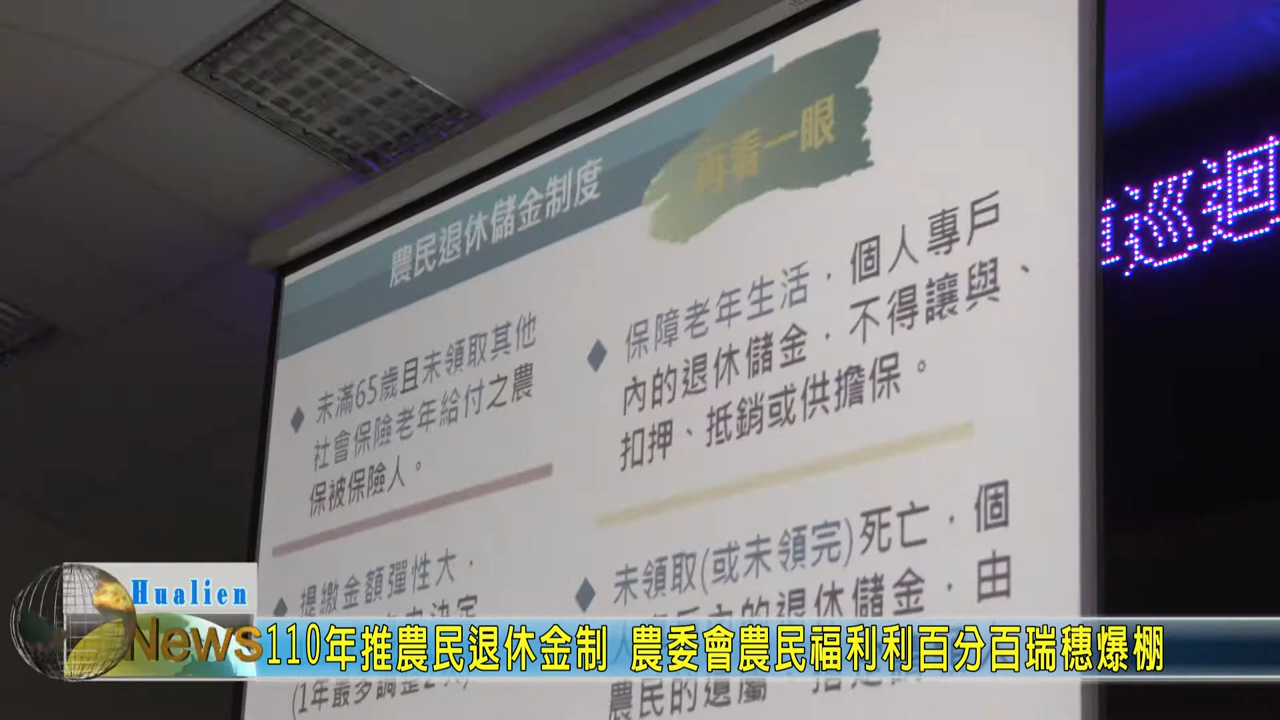 再看一眼
農民退休儲金制度
巡迴
未滿65歲且未領取其他
社會保險老年給付之農
保被保險人。
保障老年生活,個人專戶
內的退休儲金,不得讓與、
扣押、抵銷或供擔保。
提繳金額彈性大,
未領取(或未領完)死亡,個
內的退休儲金,由
農民的遺屬
(1年最多調整2次)
Hualien
News
110年推農民退休金制 農委會農民福利利百分百瑞穗爆棚